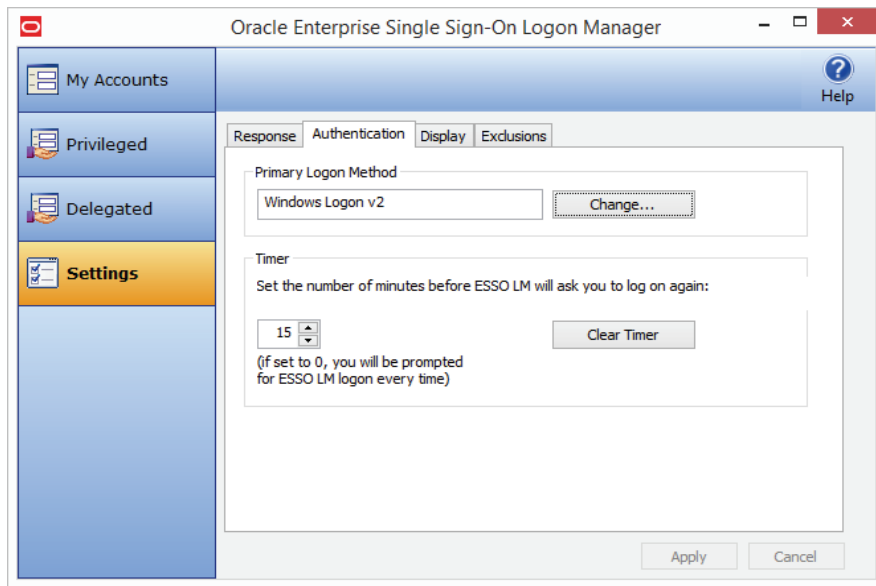 Oracle Enterprise Single Sign-On Logon Manager
My Accounts
Privileged
Delegated
Settings
Help
Response Authentication Display Exclusions
Primary Logon Method
Windows Logon v2
Change...
Timer
Set the number of minutes before ESSO LM will ask you to log on again:
15
Clear Timer
(if set to 0, you will be prompted
for ESSO LM logon every time)
Apply Cancel